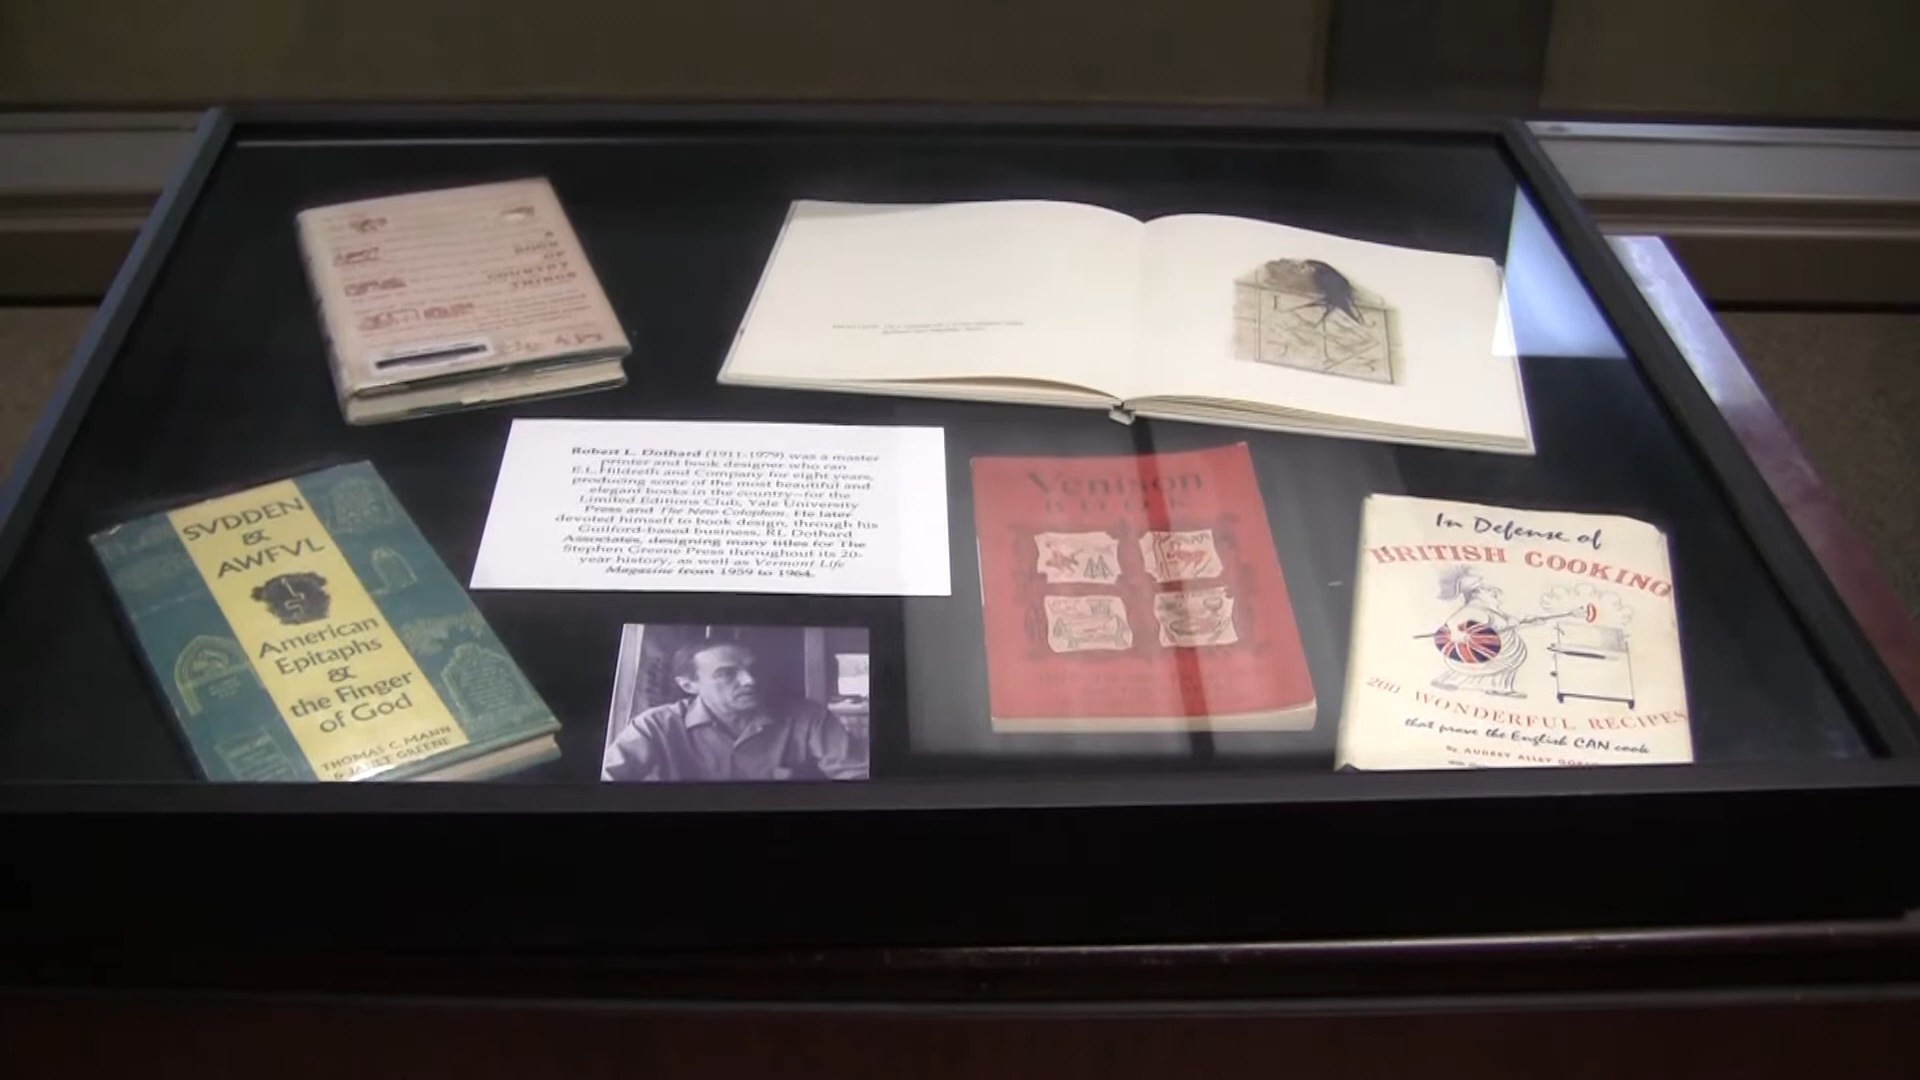 A
BOOK
OF
COUNTRY
THINGS
Robert L. Dothard (1911-1979) was a master
printer and book designer who ran
E.L. Hildreth and Company for eight years,
producing some of the most beautiful and
elegant books in the country—for the
Limited Editions Club, Yale University
Press and The New Colophon. He later
devoted himself to book design, through his
Guilford-based business, RL Dothard
Associates, designing many titles for The
Stephen Greene Press throughout its 20-
year history, as well as Vermont Life
Magazine from 1959 to 1964.
SVDDEN
&
AWFVL
American
Epitaphs
&
the Finger
of God
THOMAS C. MANN
& JANET GREENE
Venison
BOOK
In Defense of
BRITISH COOKING
200 WONDERFUL RECIPES
that prove the English CAN cook
by AUDREY ALLEY